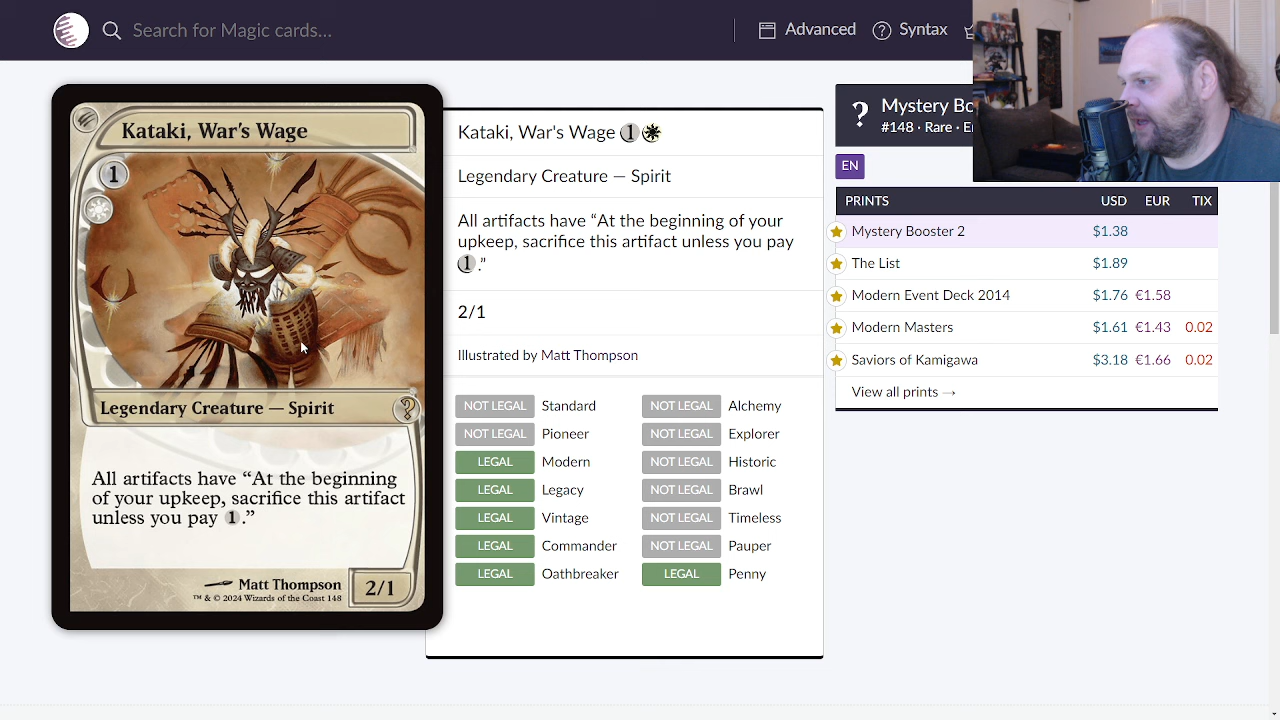 Search for Magic cards...
Advanced
Syntax
Kataki, War's Wage
1
Legendary Creature — Spirit
All artifacts have “At the beginning
of your upkeep, sacrifice this artifact
unless you pay 1.”
Matt Thompson
™ & © 2024 Wizards of the Coast 148
2/1
Kataki, War's Wage 1
Legendary Creature — Spirit
All artifacts have “At the beginning of your
upkeep, sacrifice this artifact unless you pay
1.”
2/1
Illustrated by Matt Thompson
NOT LEGAL Standard NOT LEGAL Alchemy
NOT LEGAL Pioneer NOT LEGAL Explorer
LEGAL Modern NOT LEGAL Historic
LEGAL Legacy NOT LEGAL Brawl
LEGAL Vintage NOT LEGAL Timeless
LEGAL Commander NOT LEGAL Pauper
LEGAL Oathbreaker LEGAL Penny
? Mystery Bo
#148 · Rare · E
EN
PRINTS USD EUR TIX
Mystery Booster 2 $1.38
The List $1.89
Modern Event Deck 2014 $1.76 €1.58
Modern Masters $1.61 €1.43 0.02
Saviors of Kamigawa $3.18 €1.66 0.02
View all prints →